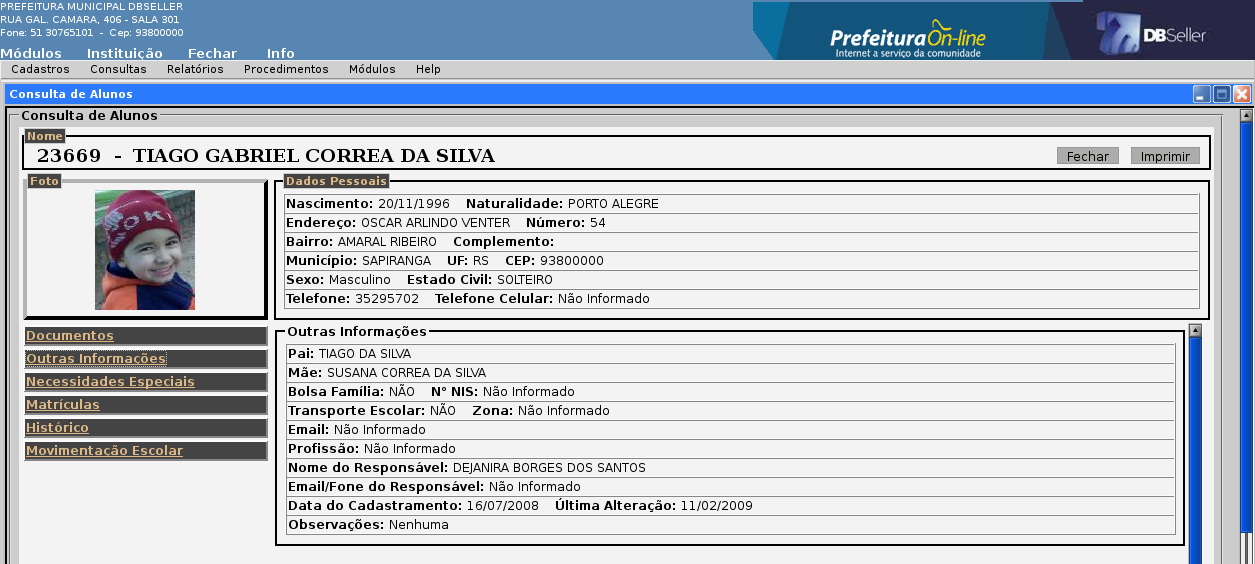 PREFEITURA MUNICIPAL DBSELLER
RUA GAL. CAMARA, 406 - SALA 301
Fone: 51 30765101 - Cep: 93800000
Prefeitura On-line
Internet a serviço da comunidade
DBSeller
Módulos Instituição Fechar Info
Cadastros Consultas Relatórios Procedimentos Módulos Help
Consulta de Alunos
Consulta de Alunos
Nome
23669 - TIAGO GABRIEL CORREA DA SILVA
Fechar Imprimir
Foto
OKI
Dados Pessoais
Nascimento: 20/11/1996 Naturalidade: PORTO ALEGRE
Endereço: OSCAR ARLINDO VENTER Número: 54
Bairro: AMARAL RIBEIRO Complemento:
Município: SAPIRANGA UF: RS CEP: 93800000
Sexo: Masculino Estado Civil: SOLTEIRO
Telefone: 35295702 Telefone Celular: Não Informado
Documentos
Outras Informações
Necessidades Especiais
Matrículas
Histórico
Movimentação Escolar
Outras Informações
Pai: TIAGO DA SILVA
Mãe: SUSANA CORREA DA SILVA
Bolsa Família: NÃO N° NIS: Não Informado
Transporte Escolar: NÃO Zona: Não Informado
Email: Não Informado
Profissão: Não Informado
Nome do Responsável: DEJANIRA BORGES DOS SANTOS
Email/Fone do Responsável: Não Informado
Data do Cadastramento: 16/07/2008 Última Alteração: 11/02/2009
Observações: Nenhuma